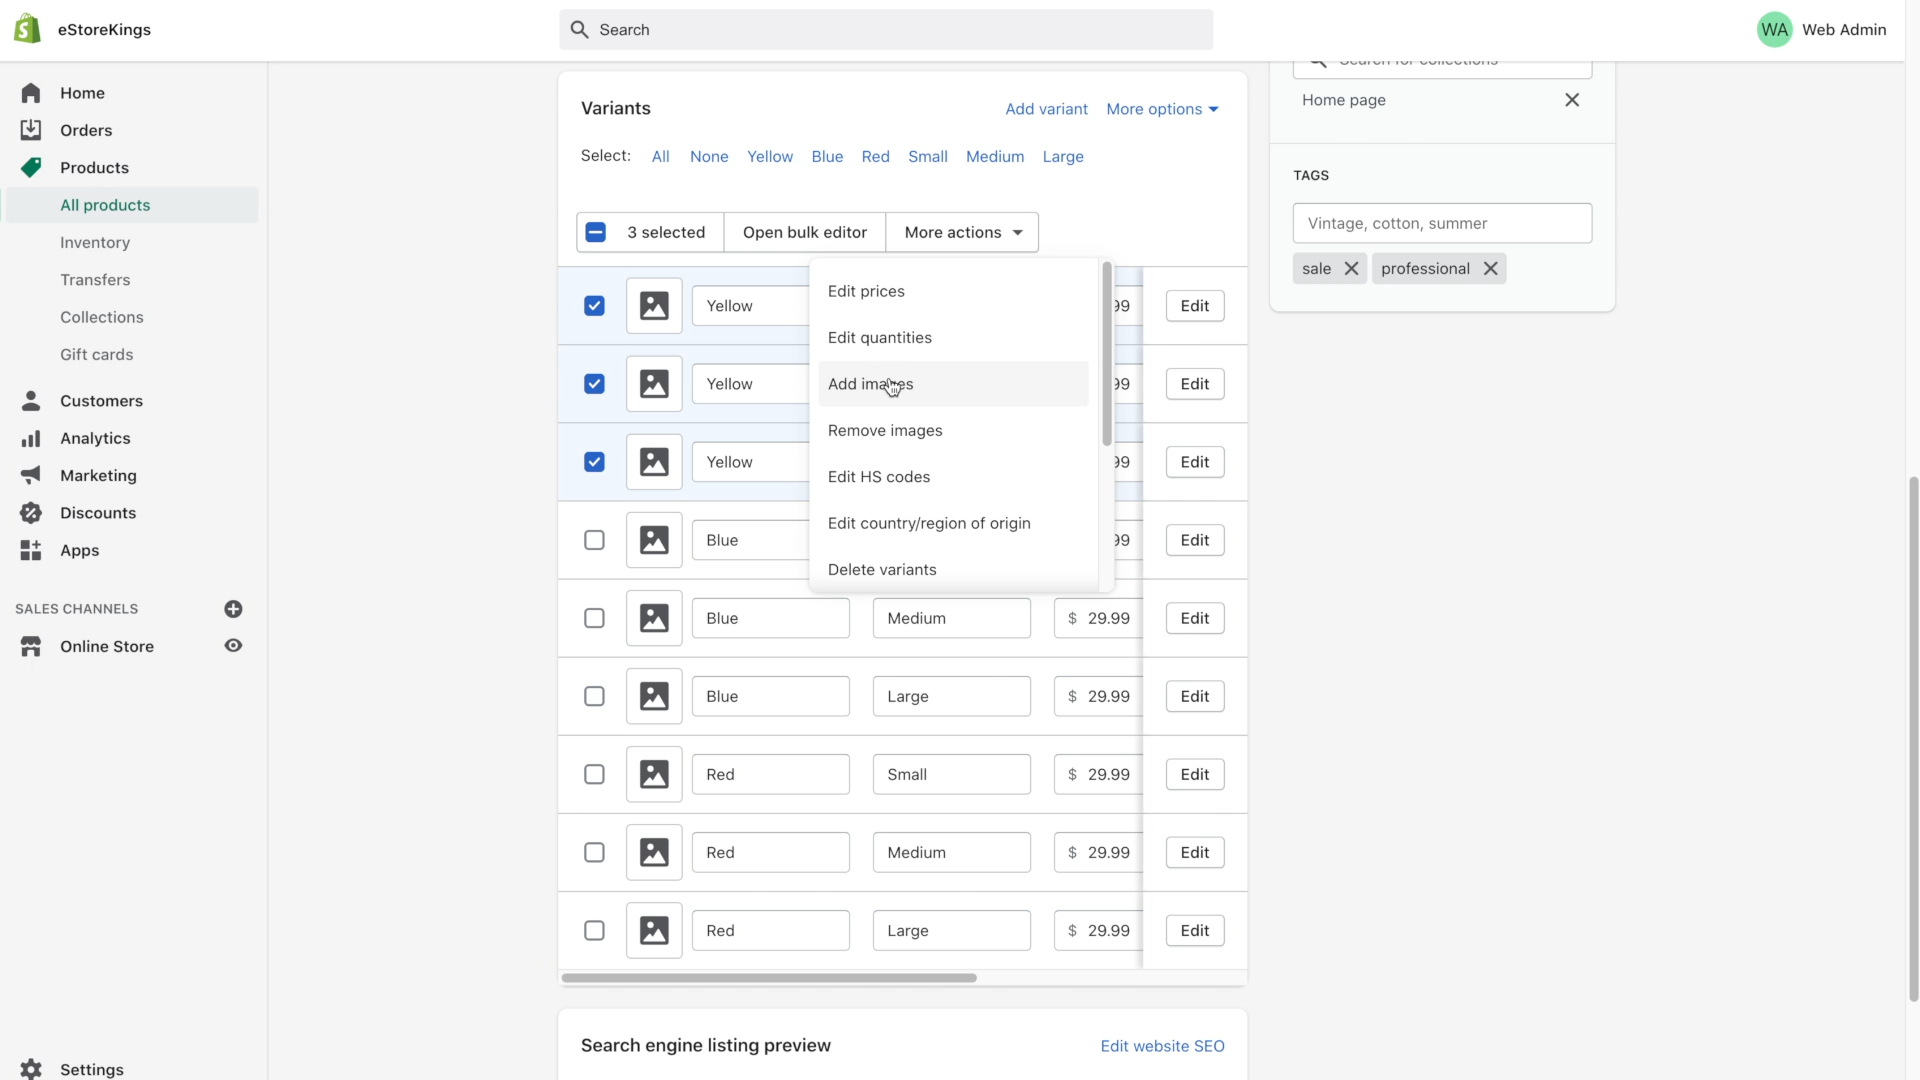 eStoreKings
Search
WA Web Admin
Home
Orders
Products
All products
Inventory
Transfers
Collections
Gift cards
Customers
Analytics
Marketing
Discounts
Apps
SALES CHANNELS
Online Store
Settings
Variants
Add variant More options
Select: All None Yellow Blue Red Small Medium Large
3 selected Open bulk editor More actions
Yellow 99 Edit
Yellow 99 Edit
Yellow 99 Edit
Blue 99 Edit
Edit prices
Edit quantities
Add images
Remove images
Edit HS codes
Edit country/region of origin
Delete variants
Blue Medium $ 29.99 Edit
Blue Large $ 29.99 Edit
Red Small $ 29.99 Edit
Red Medium $ 29.99 Edit
Red Large $ 29.99 Edit
Search engine listing preview Edit website SEO
Search for collections
Home page
TAGS
Vintage, cotton, summer
sale professional